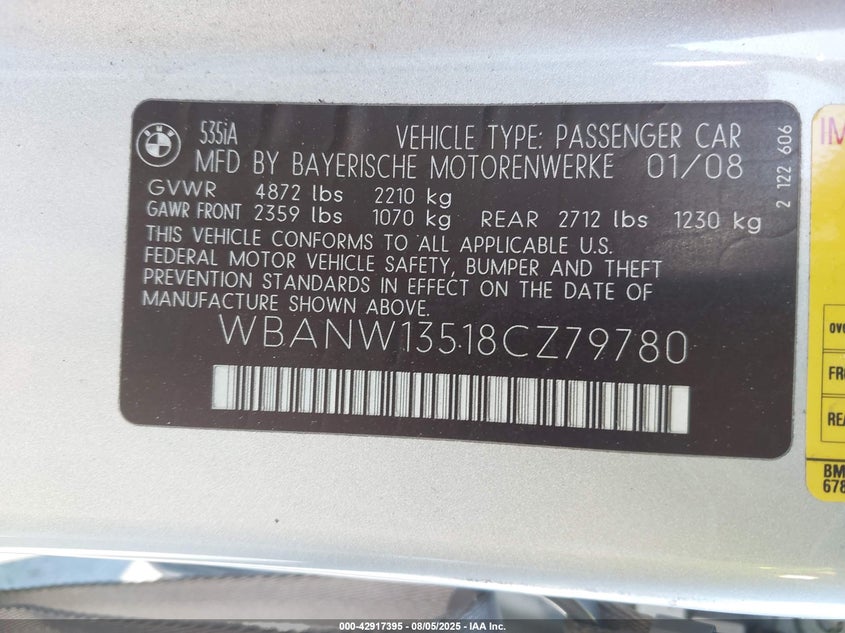 BMW
535iA
VEHICLE TYPE: PASSENGER CAR
MFD BY BAYERISCHE MOTORENWERKE 01/08
GVWR 4872 lbs 2210 kg
GAWR FRONT 2359 lbs 1070 kg REAR 2712 lbs 1230 kg
THIS VEHICLE CONFORMS TO ALL APPLICABLE U.S.
FEDERAL MOTOR VEHICLE SAFETY, BUMPER AND THEFT
PREVENTION STANDARDS IN EFFECT ON THE DATE OF
MANUFACTURE SHOWN ABOVE.
WBANW13518CZ79780
2 122 606
BM
678
000-42917395 - 08/05/2025 - IAA Inc.